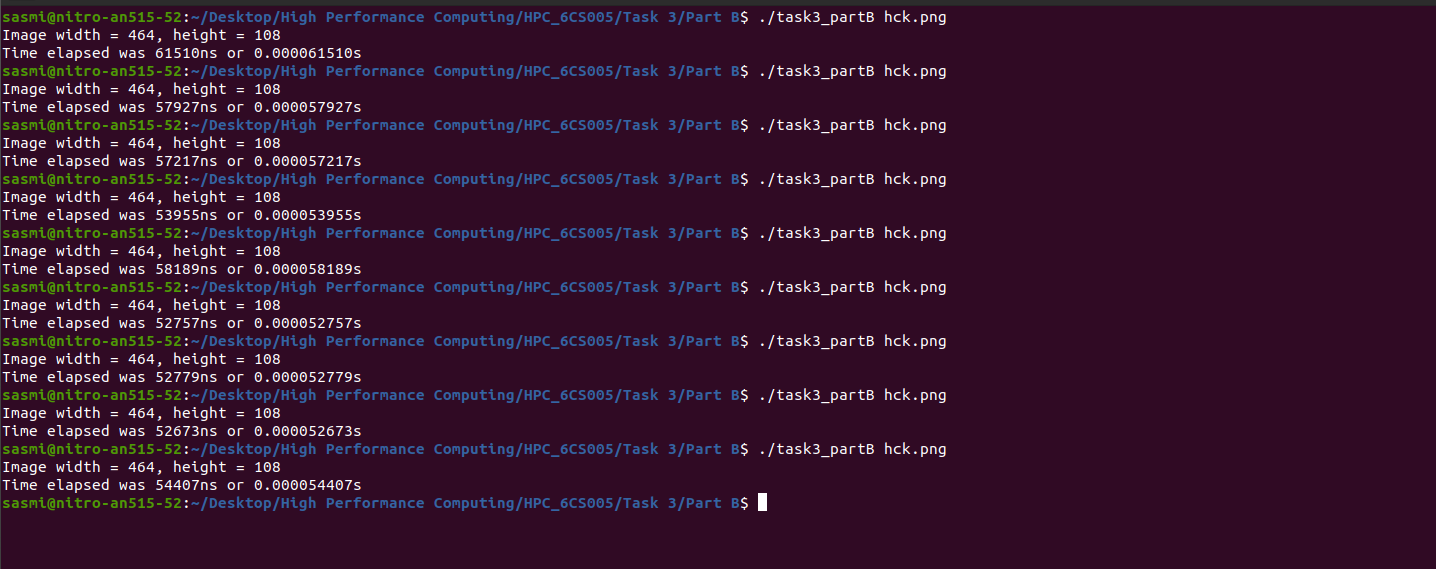 sasmi@nitro-an515-52:~/Desktop/High Performance Computing/HPC_6CS005/Task 3/Part B$ ./task3_partB hck.png
Image width = 464, height = 108
Time elapsed was 61510ns or 0.000061510s
sasmi@nitro-an515-52:~/Desktop/High Performance Computing/HPC_6CS005/Task 3/Part B$ ./task3_partB hck.png
Image width = 464, height = 108
Time elapsed was 57927ns or 0.000057927s
sasmi@nitro-an515-52:~/Desktop/High Performance Computing/HPC_6CS005/Task 3/Part B$ ./task3_partB hck.png
Image width = 464, height = 108
Time elapsed was 57217ns or 0.000057217s
sasmi@nitro-an515-52:~/Desktop/High Performance Computing/HPC_6CS005/Task 3/Part B$ ./task3_partB hck.png
Image width = 464, height = 108
Time elapsed was 53955ns or 0.000053955s
sasmi@nitro-an515-52:~/Desktop/High Performance Computing/HPC_6CS005/Task 3/Part B$ ./task3_partB hck.png
Image width = 464, height = 108
Time elapsed was 58189ns or 0.000058189s
sasmi@nitro-an515-52:~/Desktop/High Performance Computing/HPC_6CS005/Task 3/Part B$ ./task3_partB hck.png
Image width = 464, height = 108
Time elapsed was 52757ns or 0.000052757s
sasmi@nitro-an515-52:~/Desktop/High Performance Computing/HPC_6CS005/Task 3/Part B$ ./task3_partB hck.png
Image width = 464, height = 108
Time elapsed was 52779ns or 0.000052779s
sasmi@nitro-an515-52:~/Desktop/High Performance Computing/HPC_6CS005/Task 3/Part B$ ./task3_partB hck.png
Image width = 464, height = 108
Time elapsed was 52673ns or 0.000052673s
sasmi@nitro-an515-52:~/Desktop/High Performance Computing/HPC_6CS005/Task 3/Part B$ ./task3_partB hck.png
Image width = 464, height = 108
Time elapsed was 54407ns or 0.000054407s
sasmi@nitro-an515-52:~/Desktop/High Performance Computing/HPC_6CS005/Task 3/Part B$